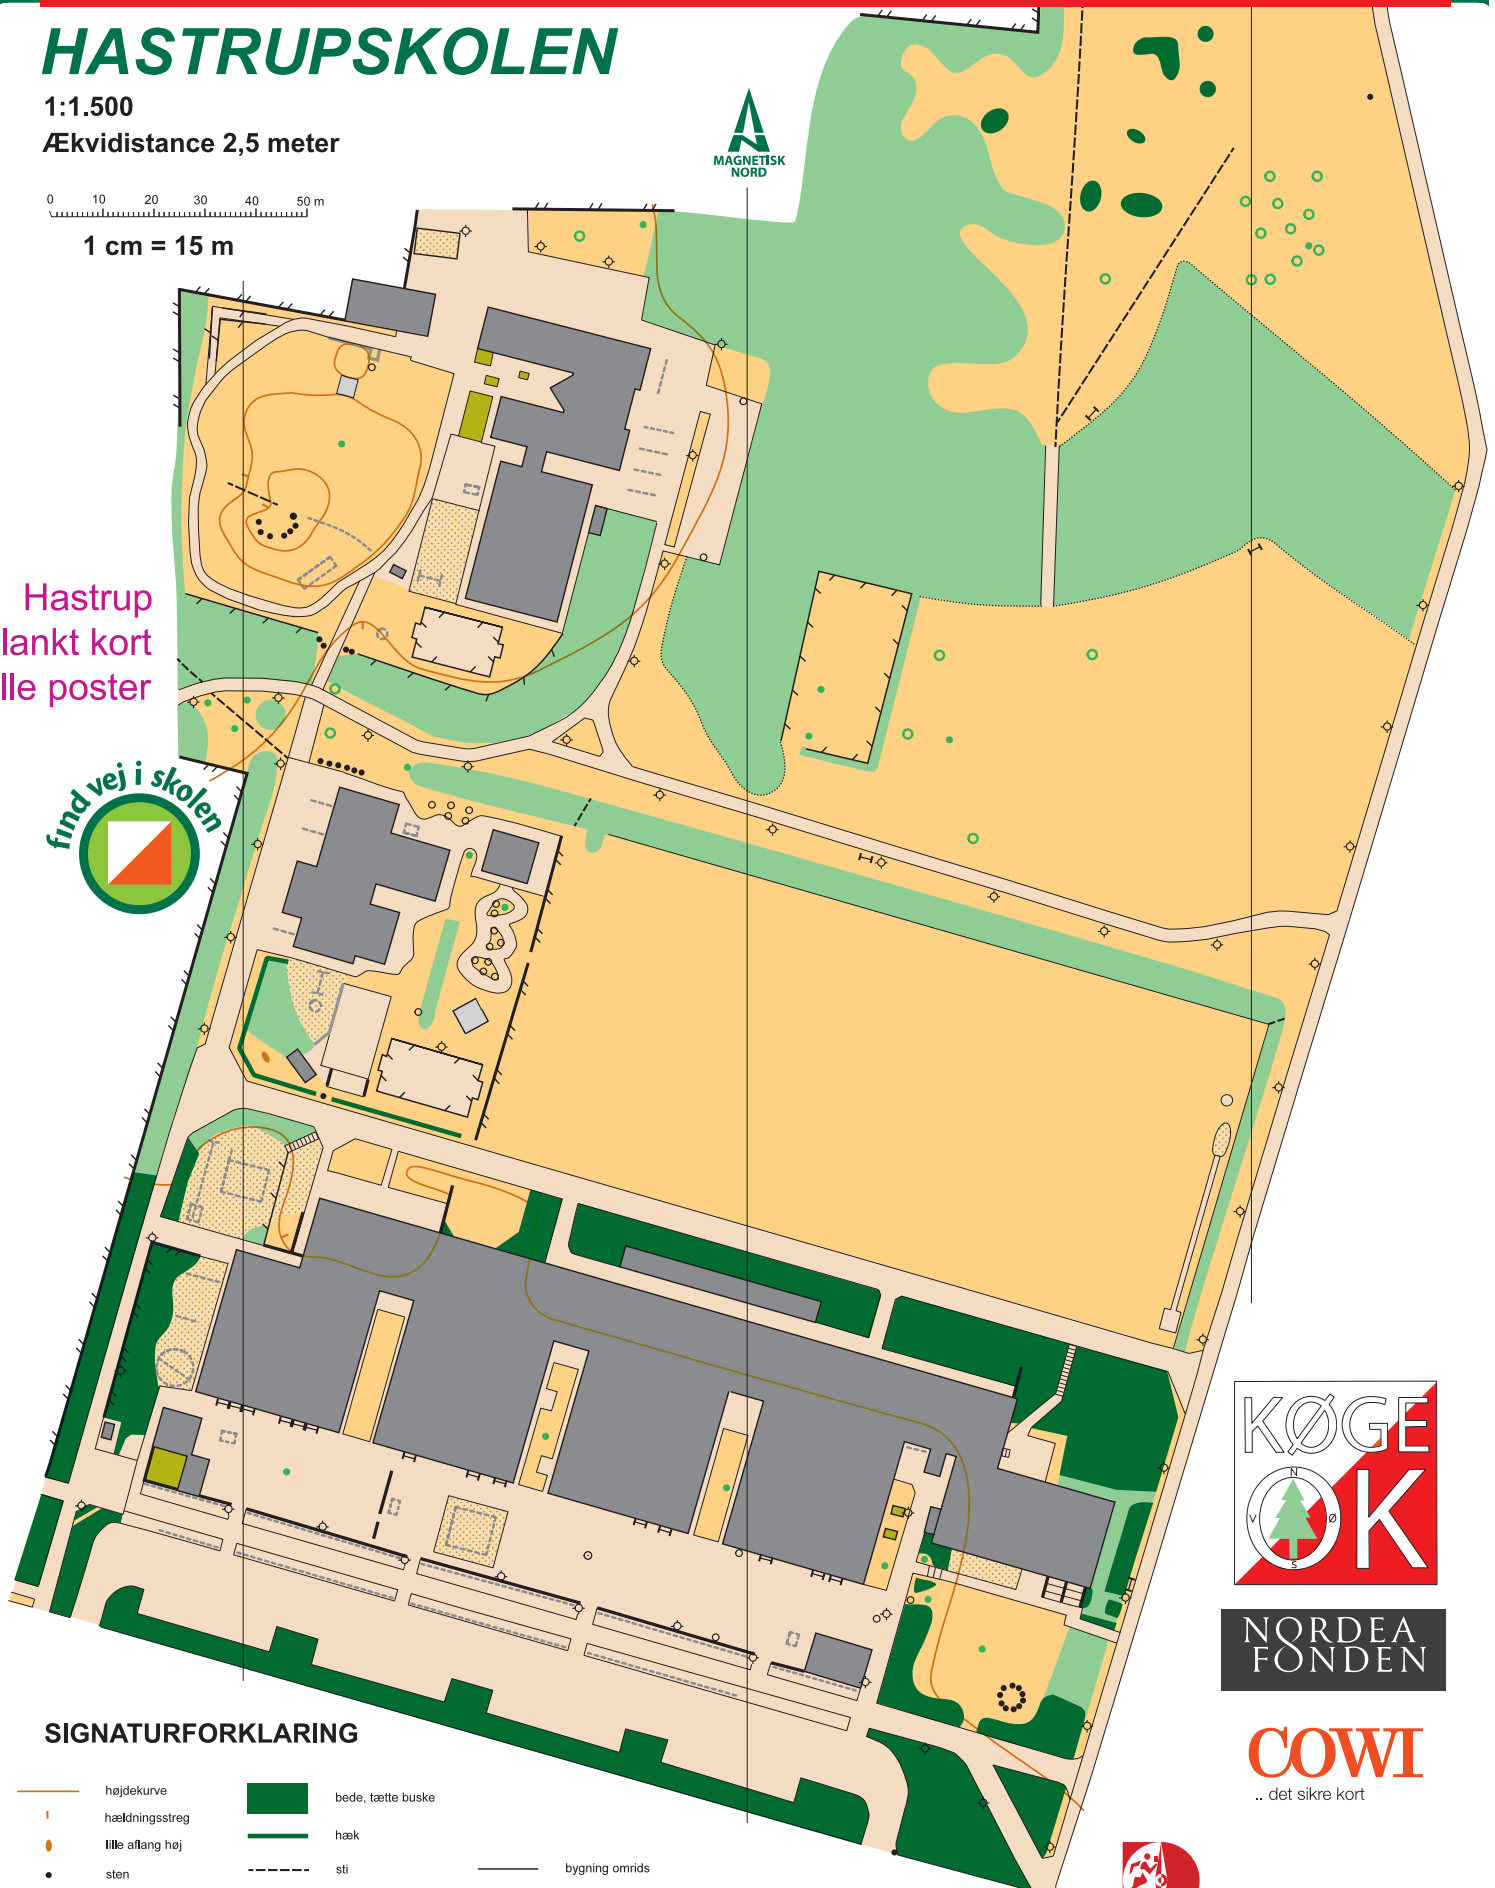 HASTRUPSKOLEN
1:1.500
Ækvidistance 2,5 meter
0 10 20 30 40 50 m
1 cm = 15 m
MAGNETISK
NORD
Hastrup
lankt kort
lle poster
find vej i skolen
KØGE
OK
N
V Ø
S
NORDEA
FONDEN
COWI
.. det sikre kort
SIGNATURFORKLARING
højdekurve
hældningsstreg
lille aflang høj
sten
bede, tætte buske
hæk
sti
bygning omrids